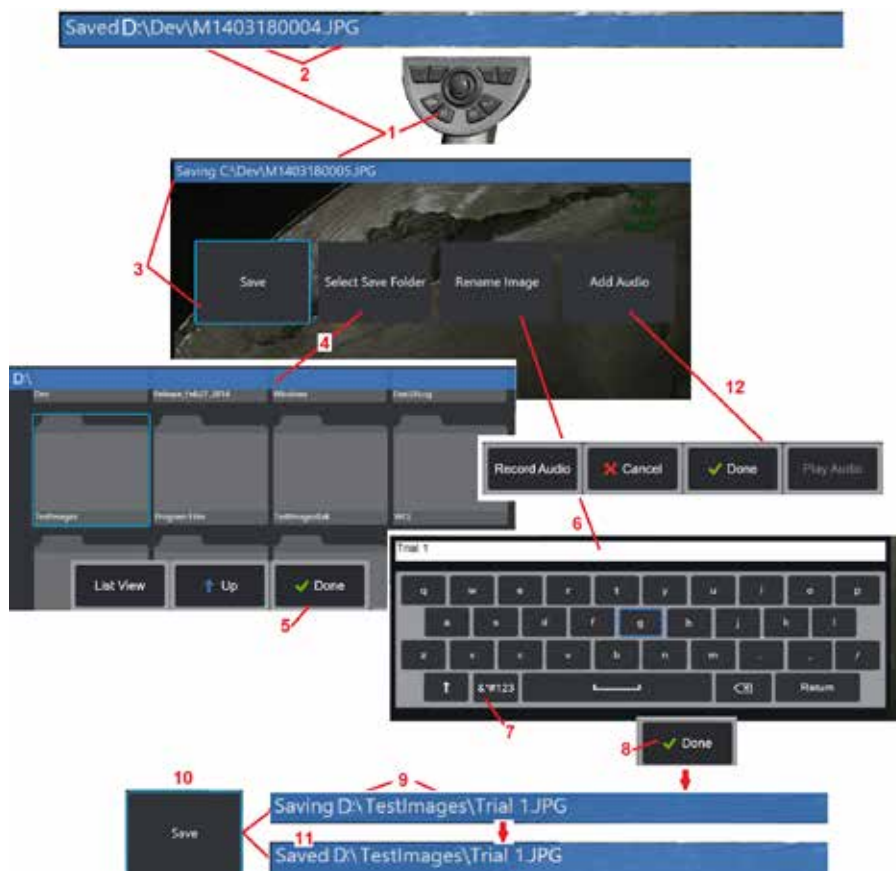 Saved D:\Dev\M1403180004.JPG
2
1
Saving C:\Dev\M1403180005.JPG
3
Save
Select Save Folder
Rename Image
Add Audio
4
12
D:\
Dev
Release_Feb27_2014
Windows
TestImages
Program Files
Record Audio
Cancel
Done
Play Audio
6
Trial 1
List View
Up
Done
5
q w e r t y u i o p
a s d f g h j k l
z x c v b n m
&*#123
Return
7
8
Done
10
9
Save
Saving D:\ TestImages\Trial 1.JPG
11
Saved D:\ TestImages\Trial 1.JPG